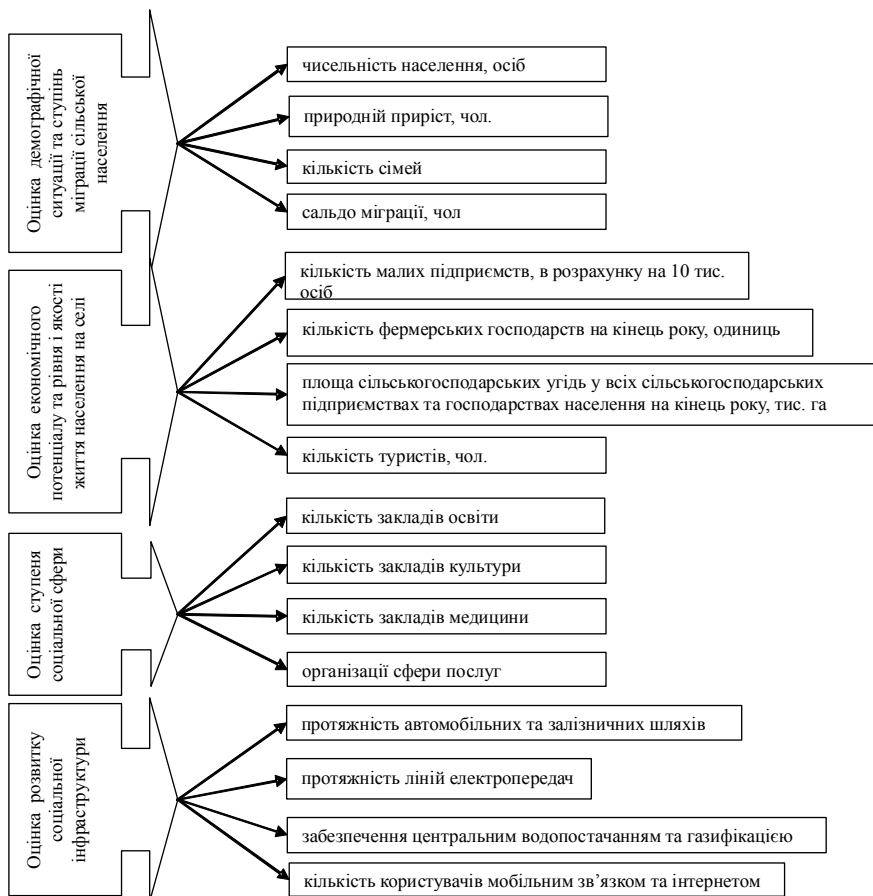 Оцінка демографічної
ситуації та ступінь
міграції сільської
населення
чисельність населення, осіб
природній приріст, чол.
кількість сімей
сальдо міграції, чол
Оцінка економічного
потенціалу та рівня і якості
життя населення на селі
кількість малих підприємств, в розрахунку на 10 тис.
осіб
кількість фермерських господарств на кінець року, одиниць
площа сільськогосподарських угідь у всіх сільськогосподарських
підприємствах та господарствах населення на кінець року, тис. га
кількість туристів, чол.
Оцінка ступеня
соціальної сфери
кількість закладів освіти
кількість закладів культури
кількість закладів медицини
організації сфери послуг
Оцінка розвитку
соціальної
інфраструктури
протяжність автомобільних та залізничних шляхів
протяжність ліній електропередач
забезпечення центральним водопостачанням та газифікацією
кількість користувачів мобільним зв’язком та інтернетом